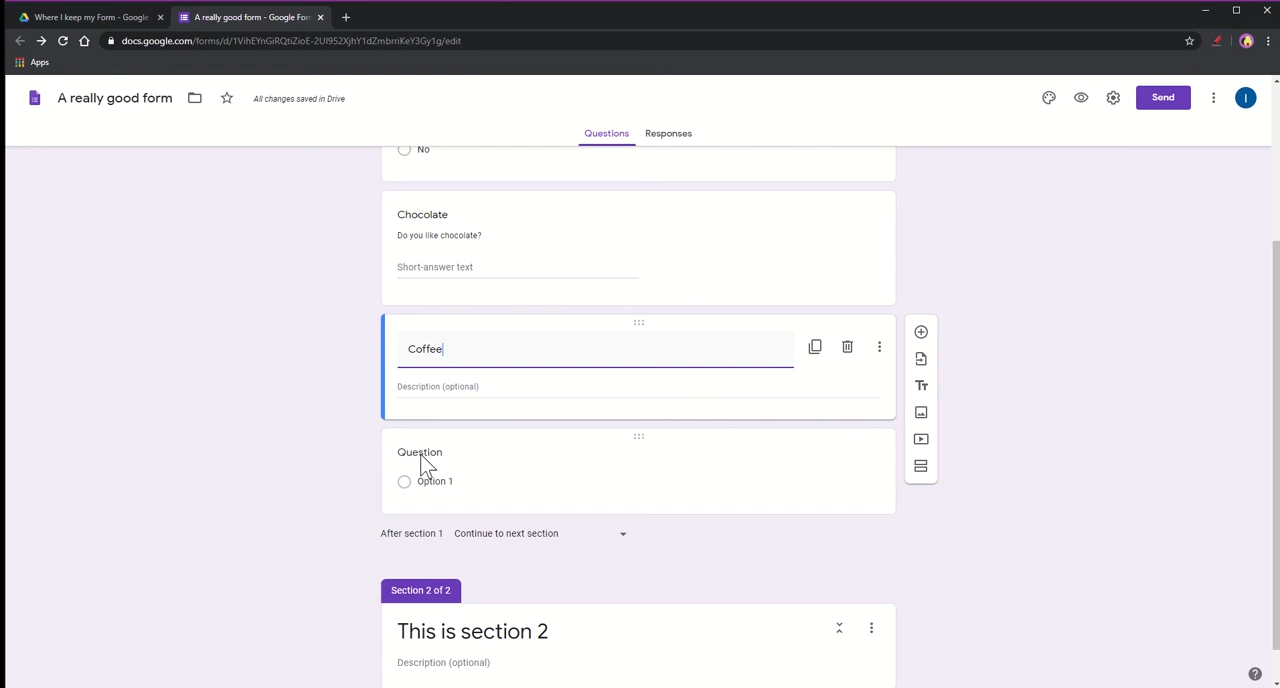 Where I keep my Form - Google
A really good form - Google For
docs.google.com/forms/d/1VihEYnGiRQtiZioE-2UI952XjhY1dZmbrriKeY3Gy1g/edit
Apps
A really good form
All changes saved in Drive
Send
I
Questions
Responses
No
Chocolate
Do you like chocolate?
Short-answer text
Coffee
Description (optional)
Question
Option 1
After section 1 Continue to next section
Section 2 of 2
This is section 2
Description (optional)